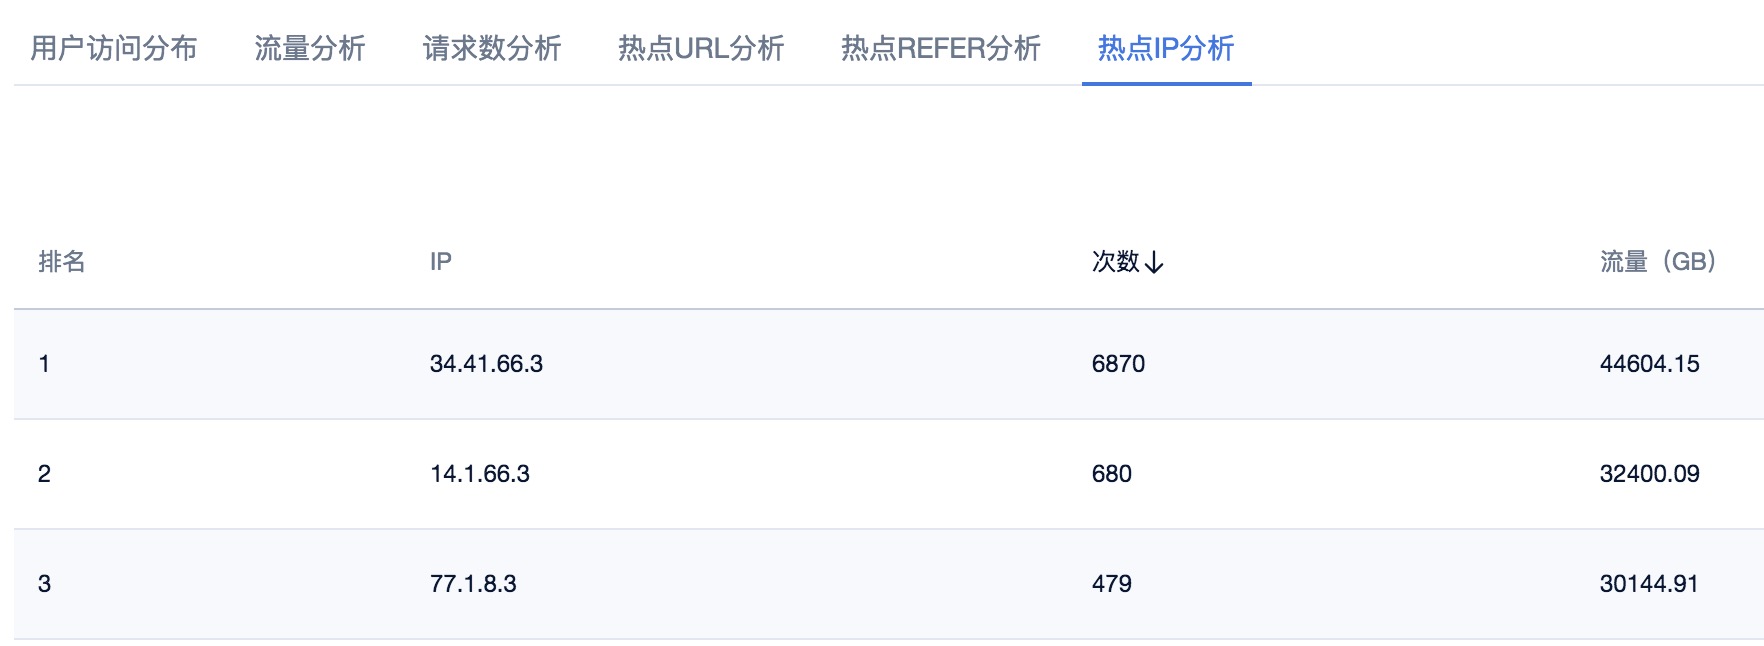 用户访问分布 流量分析 请求数分析 热点URL分析 热点REFER分析 热点IP分析
排名 IP 次数↓ 流量（GB）
1 34.41.66.3 6870 44604.15
2 14.1.66.3 680 32400.09
3 77.1.8.3 479 30144.91